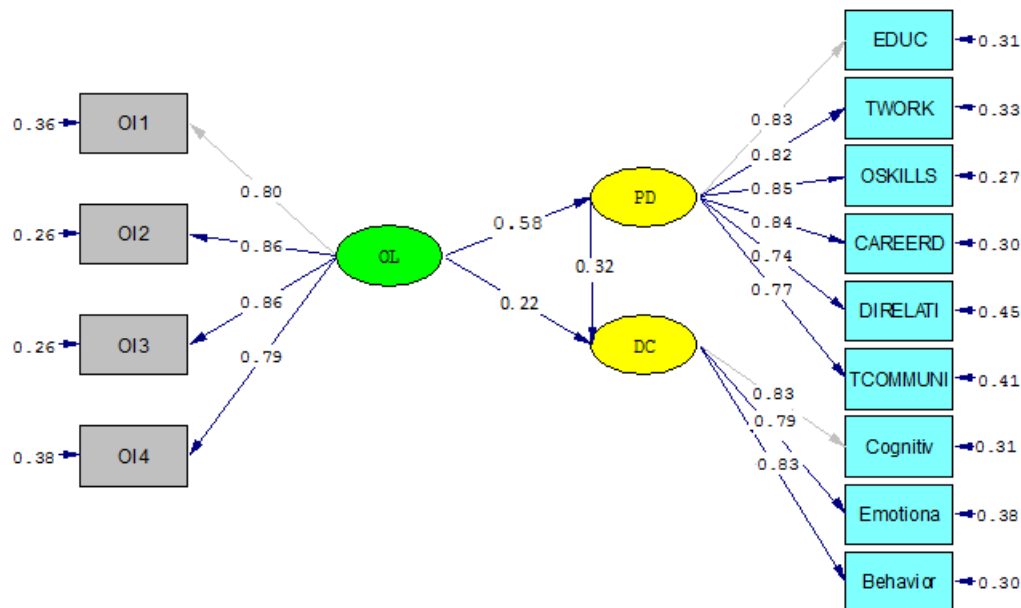 0.36
OI1
0.26
OI2
0.26
OI3
0.38
OI4
0.80
0.86
0.86
0.79
OL
0.58
0.22
PD
0.32
DC
0.83
0.82
0.85
0.84
0.74
0.77
0.83
0.79
0.83
EDUC
0.31
TWORK
0.33
OSKILLS
0.27
CAREERD
0.30
DIRELATI
0.45
TCOMMUNI
0.41
Cognitiv
0.31
Emotiona
0.38
Behavior
0.30